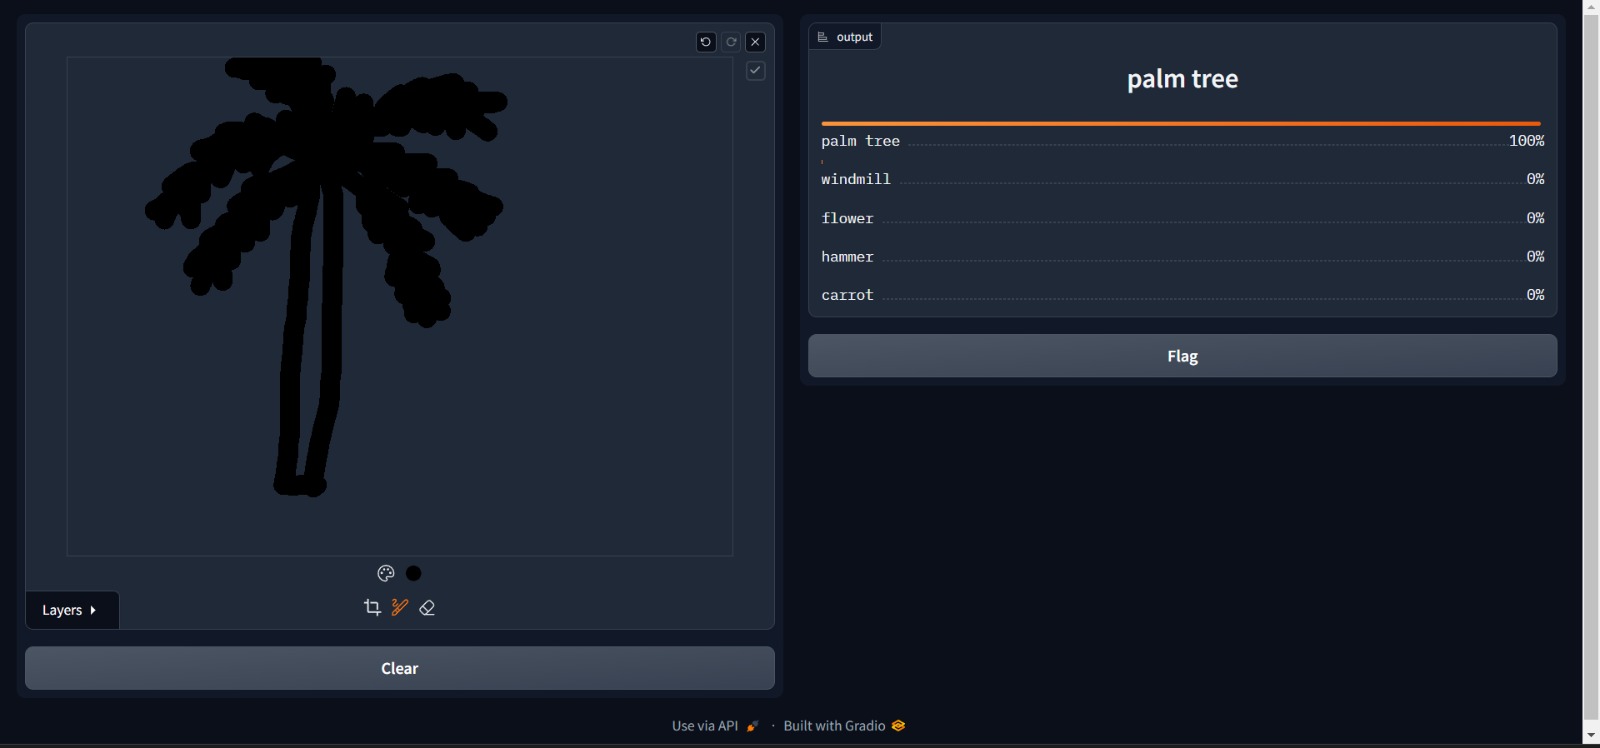 output
palm tree
palm tree 100%
windmill 0%
flower 0%
hammer 0%
carrot 0%
Flag
Layers
Clear
Use via API · Built with Gradio